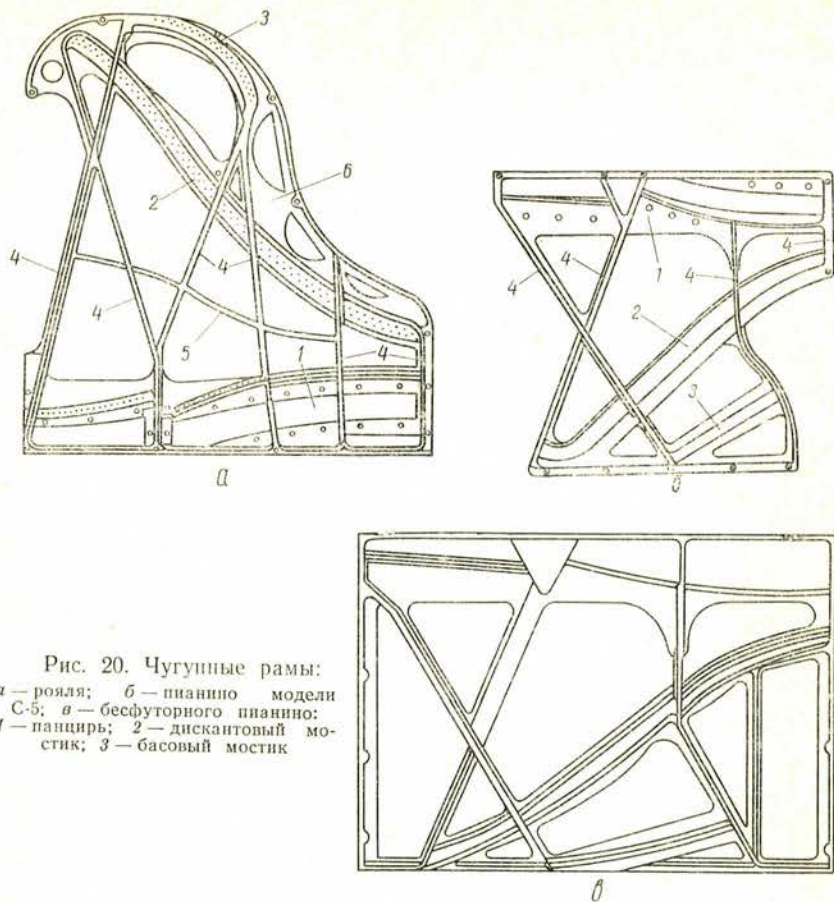 3
2
6
4
4
4
5
1
4
а
1
4
4
4
4
2
3
б
Рис. 20. Чугунные рамы:
а — рояля; б — пианино модели
С-5; в — бесфуторного пианино:
1 — панцирь; 2 — дискантовый мо-
стик; 3 — басовый мостик
в